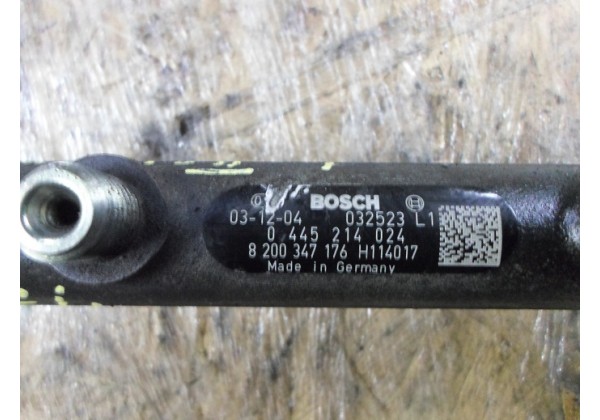 BOSCH
03-12-04 032523 L1
0 445 214 024
8 200 347 176 H114017
Made in Germany